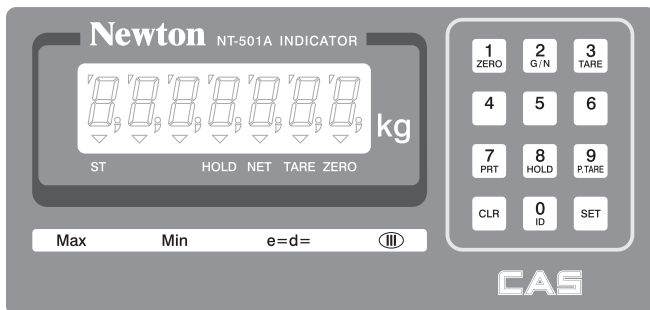 Newton NT-501A INDICATOR
kg
ST HOLD NET TARE ZERO
Max Min e=d= III
1 ZERO 2 G/N 3 TARE
4 5 6
7 PRT 8 HOLD 9 P.TARE
CLR 0 ID SET
CAS